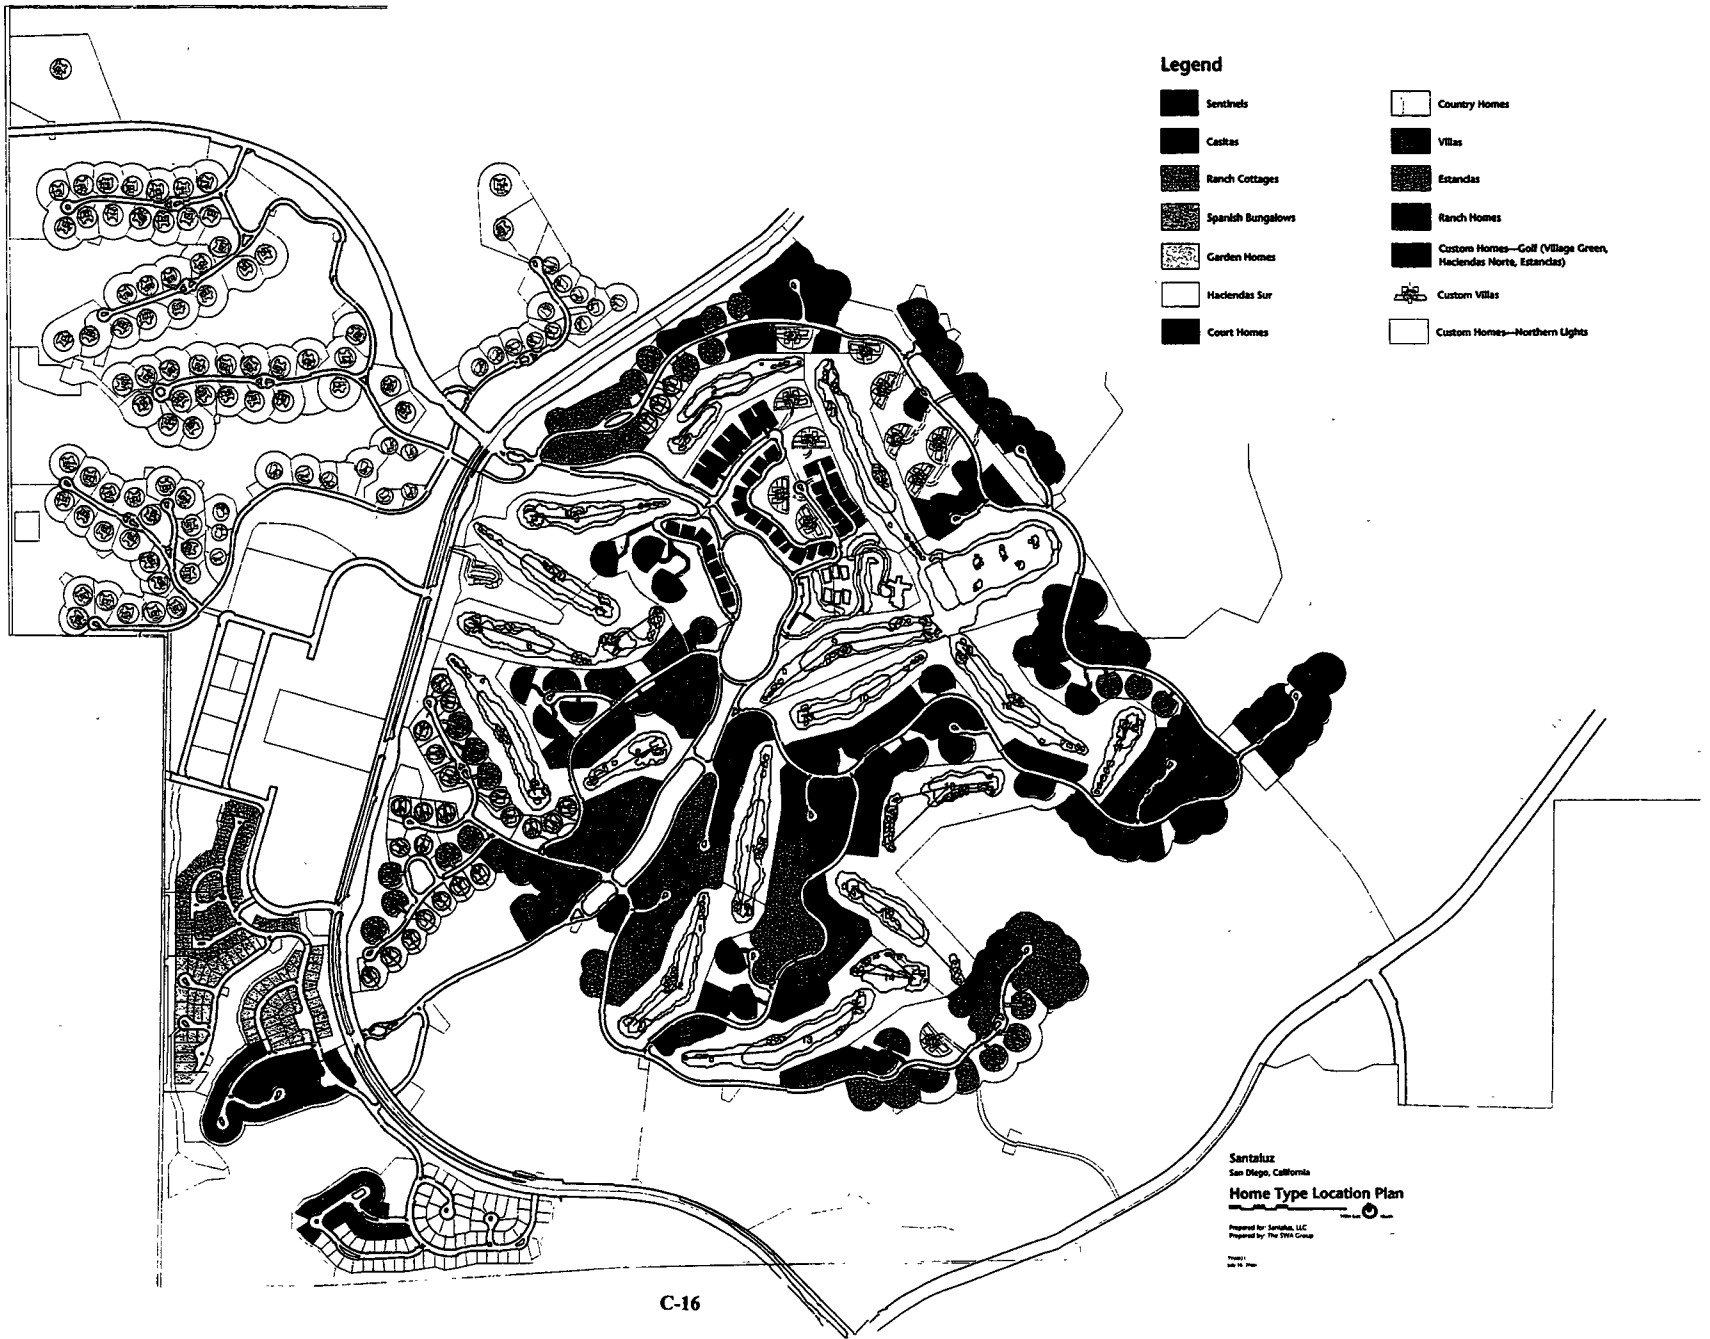 Legend
Sentinels
Casitas
Ranch Cottages
Spanish Bungalows
Garden Homes
Haciendas Sur
Court Homes
Country Homes
Villas
Estancias
Ranch Homes
Custom Homes—Golf (Village Green,
Haciendas Norte, Estancias)
Custom Villas
Custom Homes—Northern Lights
10
13
Santaluz
San Diego, California
Home Type Location Plan
Prepared for: Santaluz, LLC
Prepared by: The SWA Group
C-16